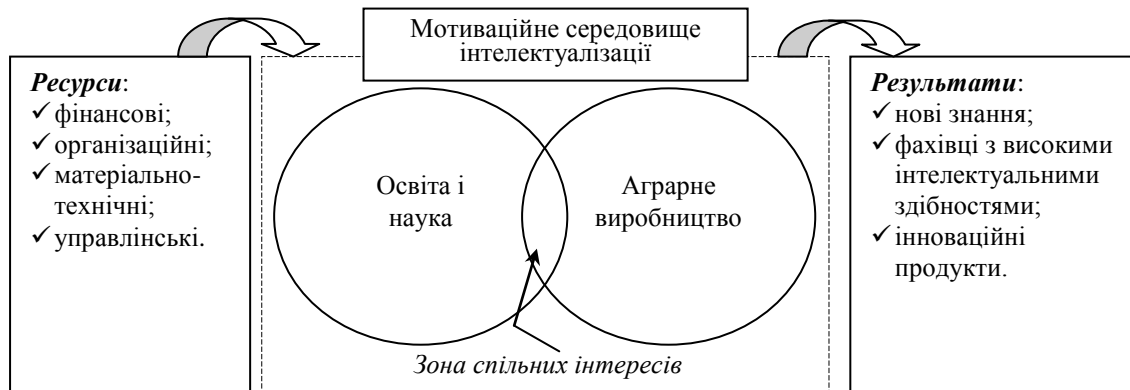 Мотиваційне середовище
інтелектуалізації
Ресурси:
✓ фінансові;
✓ організаційні;
✓ матеріально-
технічні;
✓ управлінські.
Освіта і
наука
Аграрне
виробництво
Зона спільних інтересів
Результати:
✓ нові знання;
✓ фахівці з високими
інтелектуальними
здібностями;
✓ інноваційні
продукти.